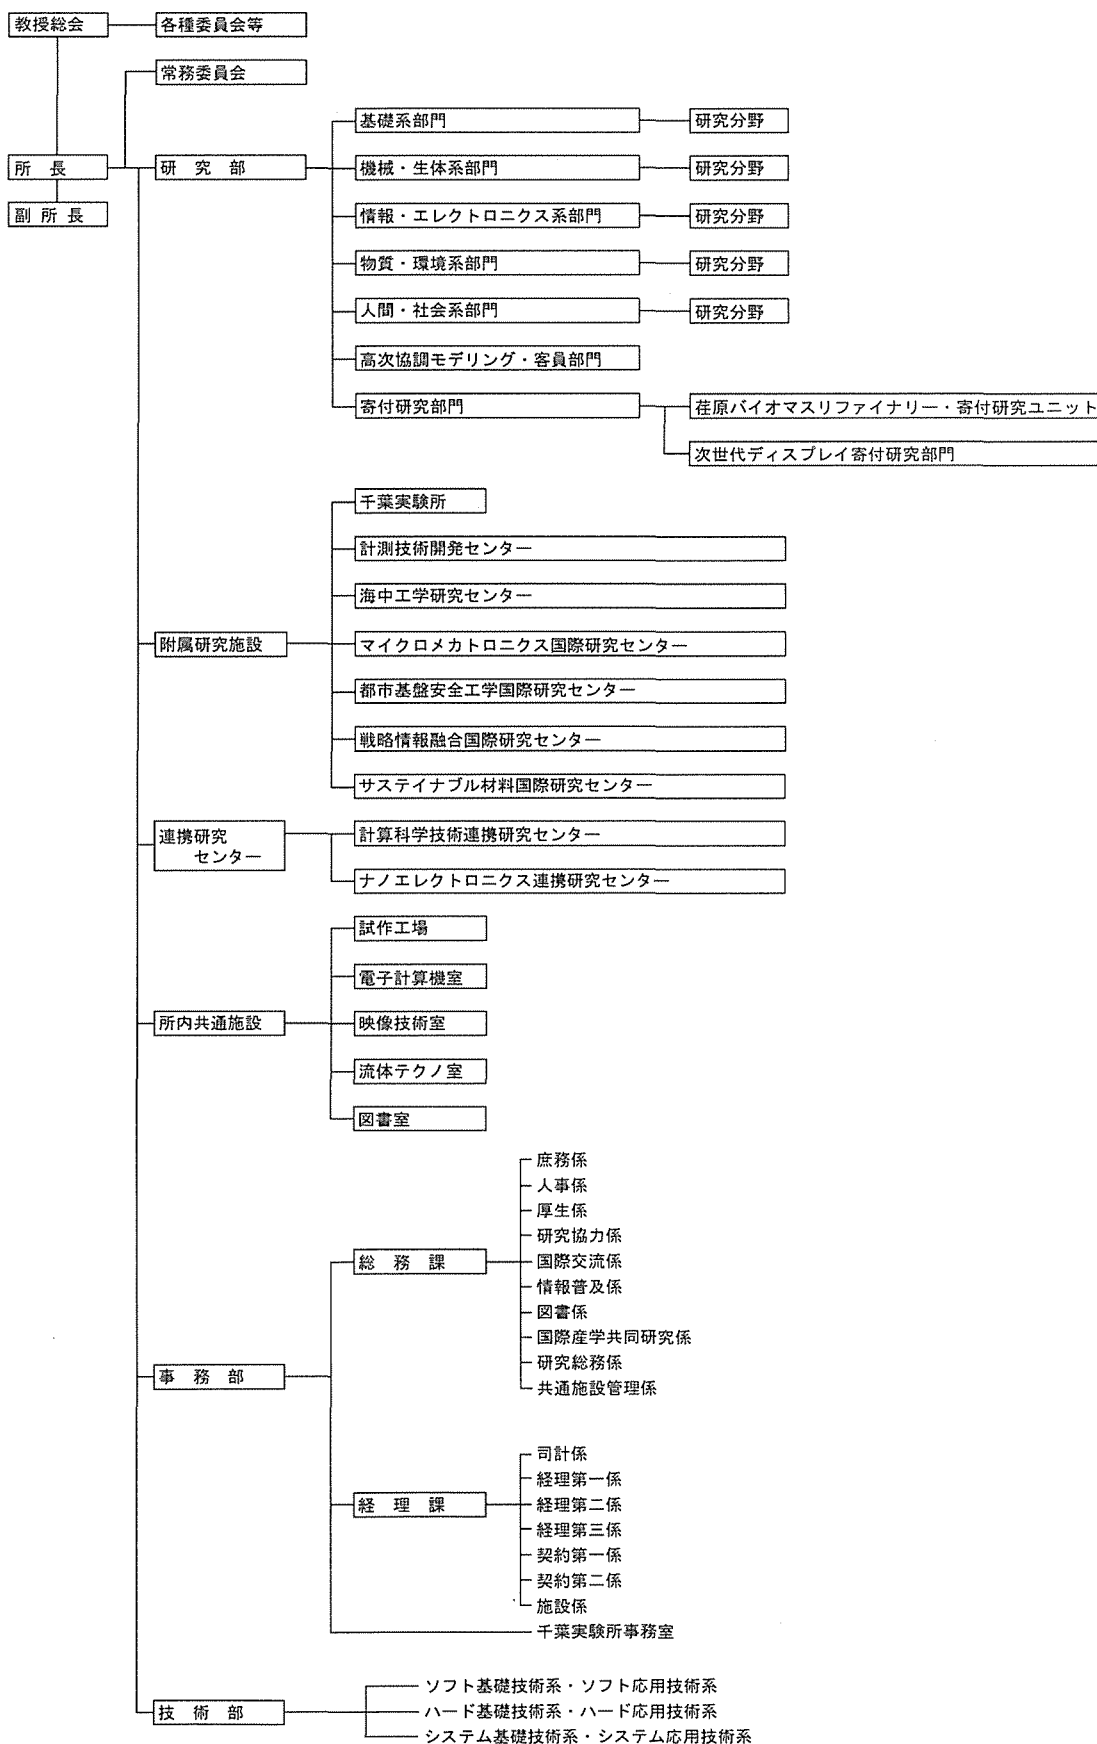 教授総会
各種委員会等
常務委員会
所長
研究部
副所長
基礎系部門
研究分野
機械・生体系部門
研究分野
情報・エレクトロニクス系部門
研究分野
物質・環境系部門
研究分野
人間・社会系部門
研究分野
高次協調モデリング・客員部門
寄付研究部門
荏原バイオマスリファイナリー・寄付研究ユニット
次世代ディスプレイ寄付研究部門
附属研究施設
千葉実験所
計測技術開発センター
海中工学研究センター
マイクロメカトロニクス国際研究センター
都市基盤安全工学国際研究センター
戦略情報融合国際研究センター
サステイナブル材料国際研究センター
連携研究
センター
計算科学技術連携研究センター
ナノエレクトロニクス連携研究センター
所内共通施設
試作工場
電子計算機室
映像技術室
流体テクノ室
図書室
事務部
総務課
庶務係
人事係
厚生係
研究協力係
国際交流係
情報普及係
図書係
国際産学共同研究係
研究総務係
共通施設管理係
経理課
司計係
経理第一係
経理第二係
経理第三係
契約第一係
契約第二係
施設係
千葉実験所事務室
技術部
ソフト基礎技術系・ソフト応用技術系
ハード基礎技術系・ハード応用技術系
システム基礎技術系・システム応用技術系